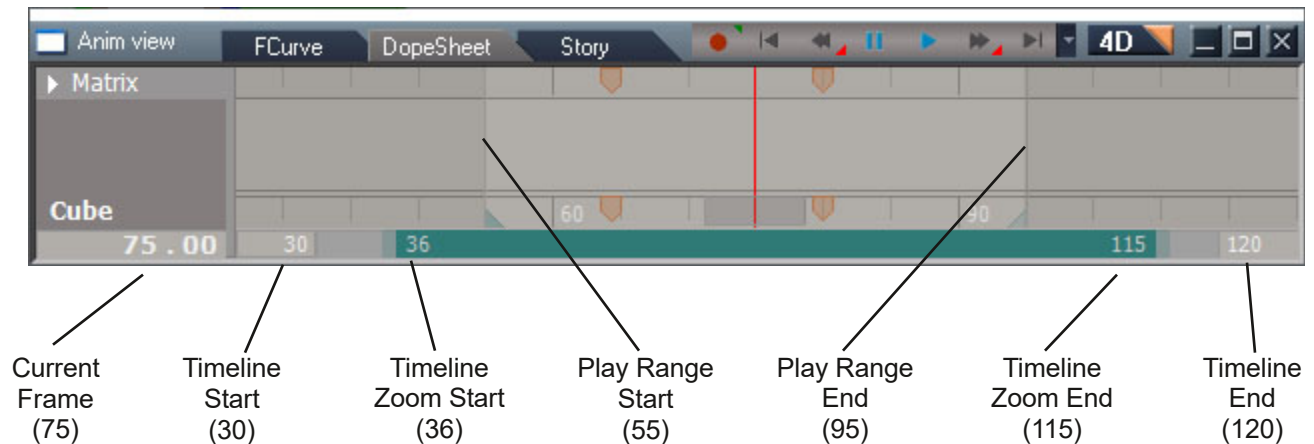 Anim view FCurve DopeSheet Story 4D
Matrix
Cube 60 90
75 . 00 30 36 115 120
Current Timeline Timeline Play Range Play Range Timeline Timeline
Frame Start Zoom Start Start End Zoom End End
(75) (30) (36) (55) (95) (115) (120)